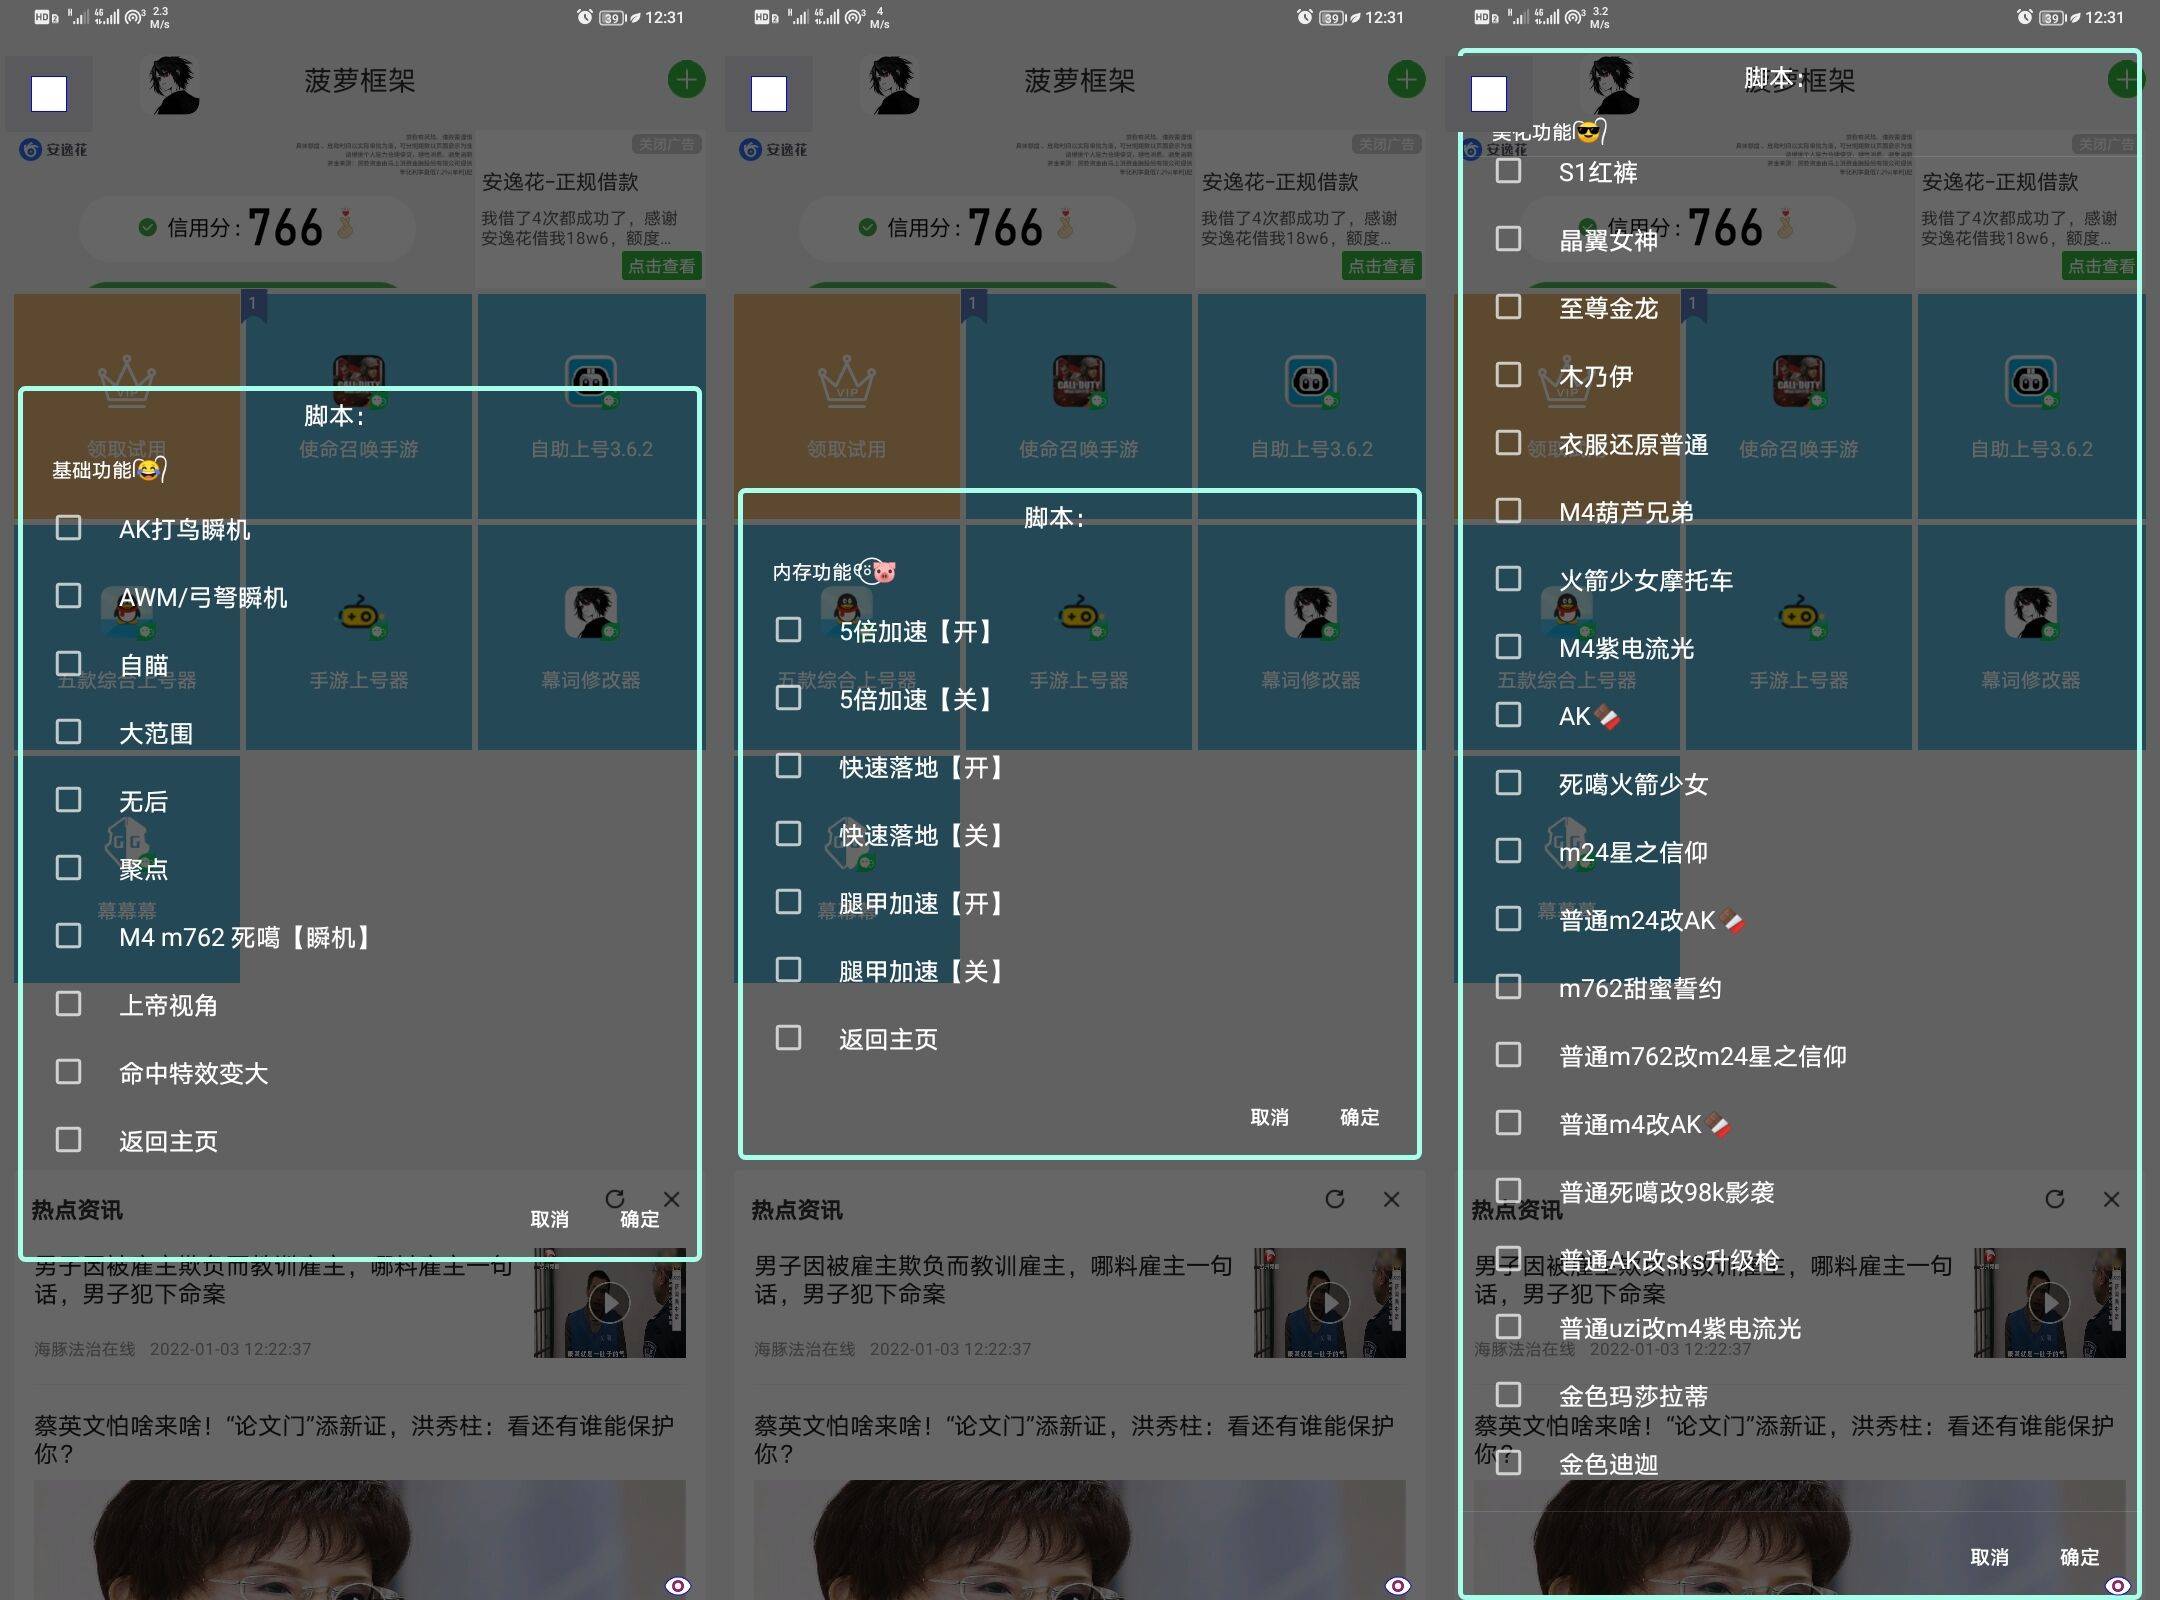 2.3
M/s
39
12:31
菠萝框架
安逸花
关闭广告
安逸花-正规借款
信用分: 766
我借了4次都成功了，感谢
安逸花借我18w6，额度...
点击查看
1
VIP
领取试用
使命召唤手游
自助上号3.6.2
五款综合上号器
手游上号器
幕词修改器
幕幕幕
脚本:
基础功能
AK打鸟瞬机
AWM/弓弩瞬机
自瞄
大范围
无后
聚点
M4 m762 死噶【瞬机】
上帝视角
命中特效变大
返回主页
取消
确定
热点资讯
男子因被雇主欺负而教训雇主，哪料雇主一句
话，男子犯下命案
海豚法治在线 2022-01-03 12:22:37
蔡英文怕啥来啥！“论文门”添新证，洪秀柱：看还有谁能保护
你？
4
M/s
39
12:31
菠萝框架
安逸花
关闭广告
安逸花-正规借款
信用分: 766
我借了4次都成功了，感谢
安逸花借我18w6，额度...
点击查看
1
VIP
领取试用
使命召唤手游
自助上号3.6.2
五款综合上号器
手游上号器
幕词修改器
幕幕幕
脚本:
内存功能
5倍加速【开】
5倍加速【关】
快速落地【开】
快速落地【关】
腿甲加速【开】
腿甲加速【关】
返回主页
取消
确定
热点资讯
男子因被雇主欺负而教训雇主，哪料雇主一句
话，男子犯下命案
海豚法治在线 2022-01-03 12:22:37
蔡英文怕啥来啥！“论文门”添新证，洪秀柱：看还有谁能保护
你？
3.2
M/s
39
12:31
菠萝框架
安逸花
关闭广告
安逸花-正规借款
信用分: 766
我借了4次都成功了，感谢
安逸花借我18w6，额度...
点击查看
1
VIP
使命召唤手游
自助上号3.6.2
五款综合上号器
手游上号器
幕词修改器
脚本:
美化功能
S1红裤
晶翼女神
至尊金龙
木乃伊
衣服还原普通
M4葫芦兄弟
火箭少女摩托车
M4紫电流光
AK
死噶火箭少女
m24星之信仰
普通m24改AK
m762甜蜜誓约
普通m762改m24星之信仰
普通m4改AK
普通死噶改98k影袭
普通AK改sks升级枪
普通uzi改m4紫电流光
金色玛莎拉蒂
金色迪迦
取消
确定
热点资讯
男子因被雇主欺负而教训雇主，哪料雇主一句
话，男子犯下命案
海豚法治在线 2022-01-03 12:22:37
蔡英文怕啥来啥！“论文门”添新证，洪秀柱：看还有谁能保护
你？